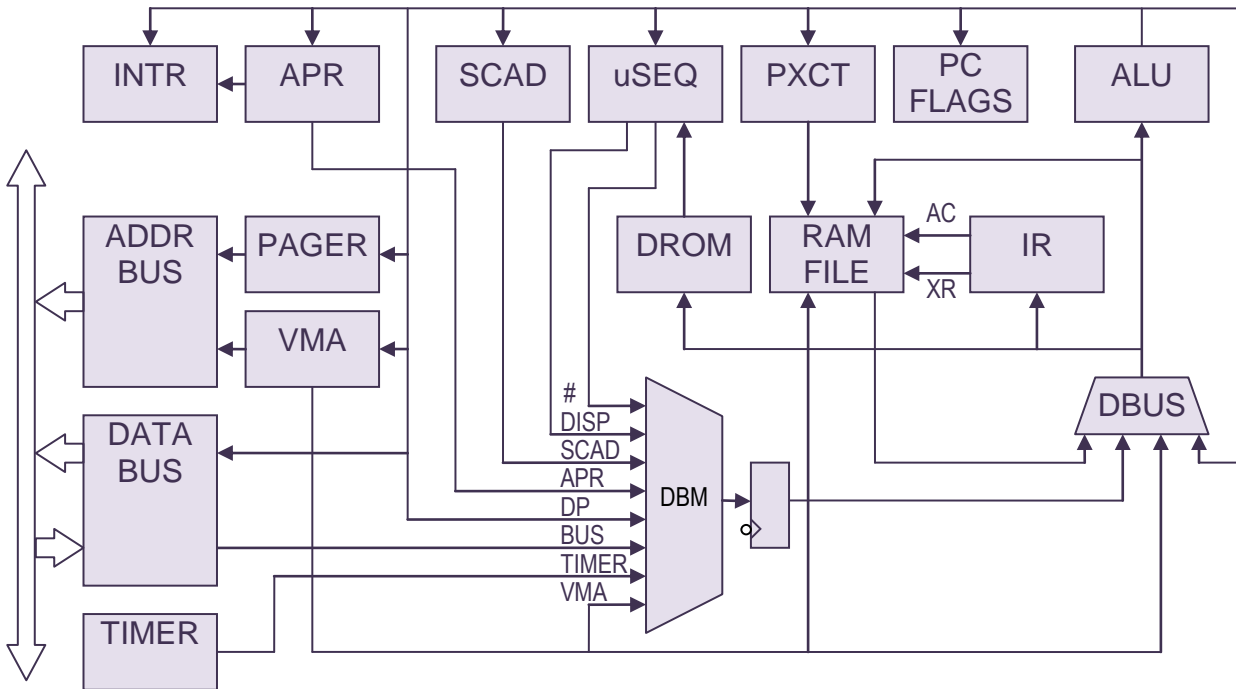 INTR
APR
SCAD
uSEQ
PXCT
PC
FLAGS
ALU
ADDR
BUS
PAGER
DROM
RAM
FILE
AC
XR
IR
VMA
DBUS
DATA
BUS
#
DISP
SCAD
APR
DP
BUS
TIMER
VMA
DBM
TIMER